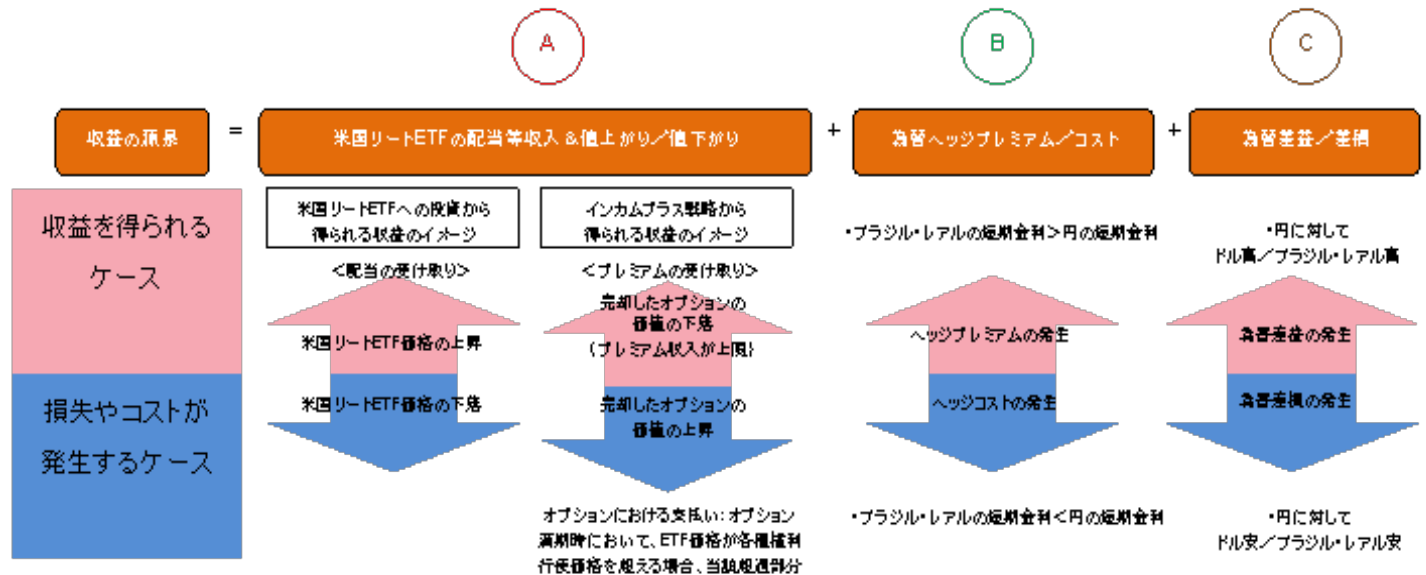 A
B
C
収益の源泉
=
米国リートETFの配当等収入&値上がり／値下がり
+
為替ヘッジプレミアム／コスト
+
為替差益／差損
収益を得られる
ケース
米国リートETFへの投資から
得られる収益のイメージ
<配当の受け取り>
米国リートETF価格の上昇
インカムプラス戦略から
得られる収益のイメージ
<プレミアムの受け取り>
売却したオプションの
価値の下落
(プレミアム収入が上限)
・ブラジル・レアルの短期金利>円の短期金利
ヘッジプレミアムの発生
・円に対して
ドル高／ブラジル・レアル高
為替差益の発生
損失やコストが
発生するケース
米国リートETF価格の下落
売却したオプションの
価値の上昇
オプションにおける支払い:オプション
満期時において、ETF価格が各種権利
行使価格を超える場合、当該超過部分
ヘッジコストの発生
・ブラジル・レアルの短期金利<円の短期金利
為替差損の発生
・円に対して
ドル安／ブラジル・レアル安